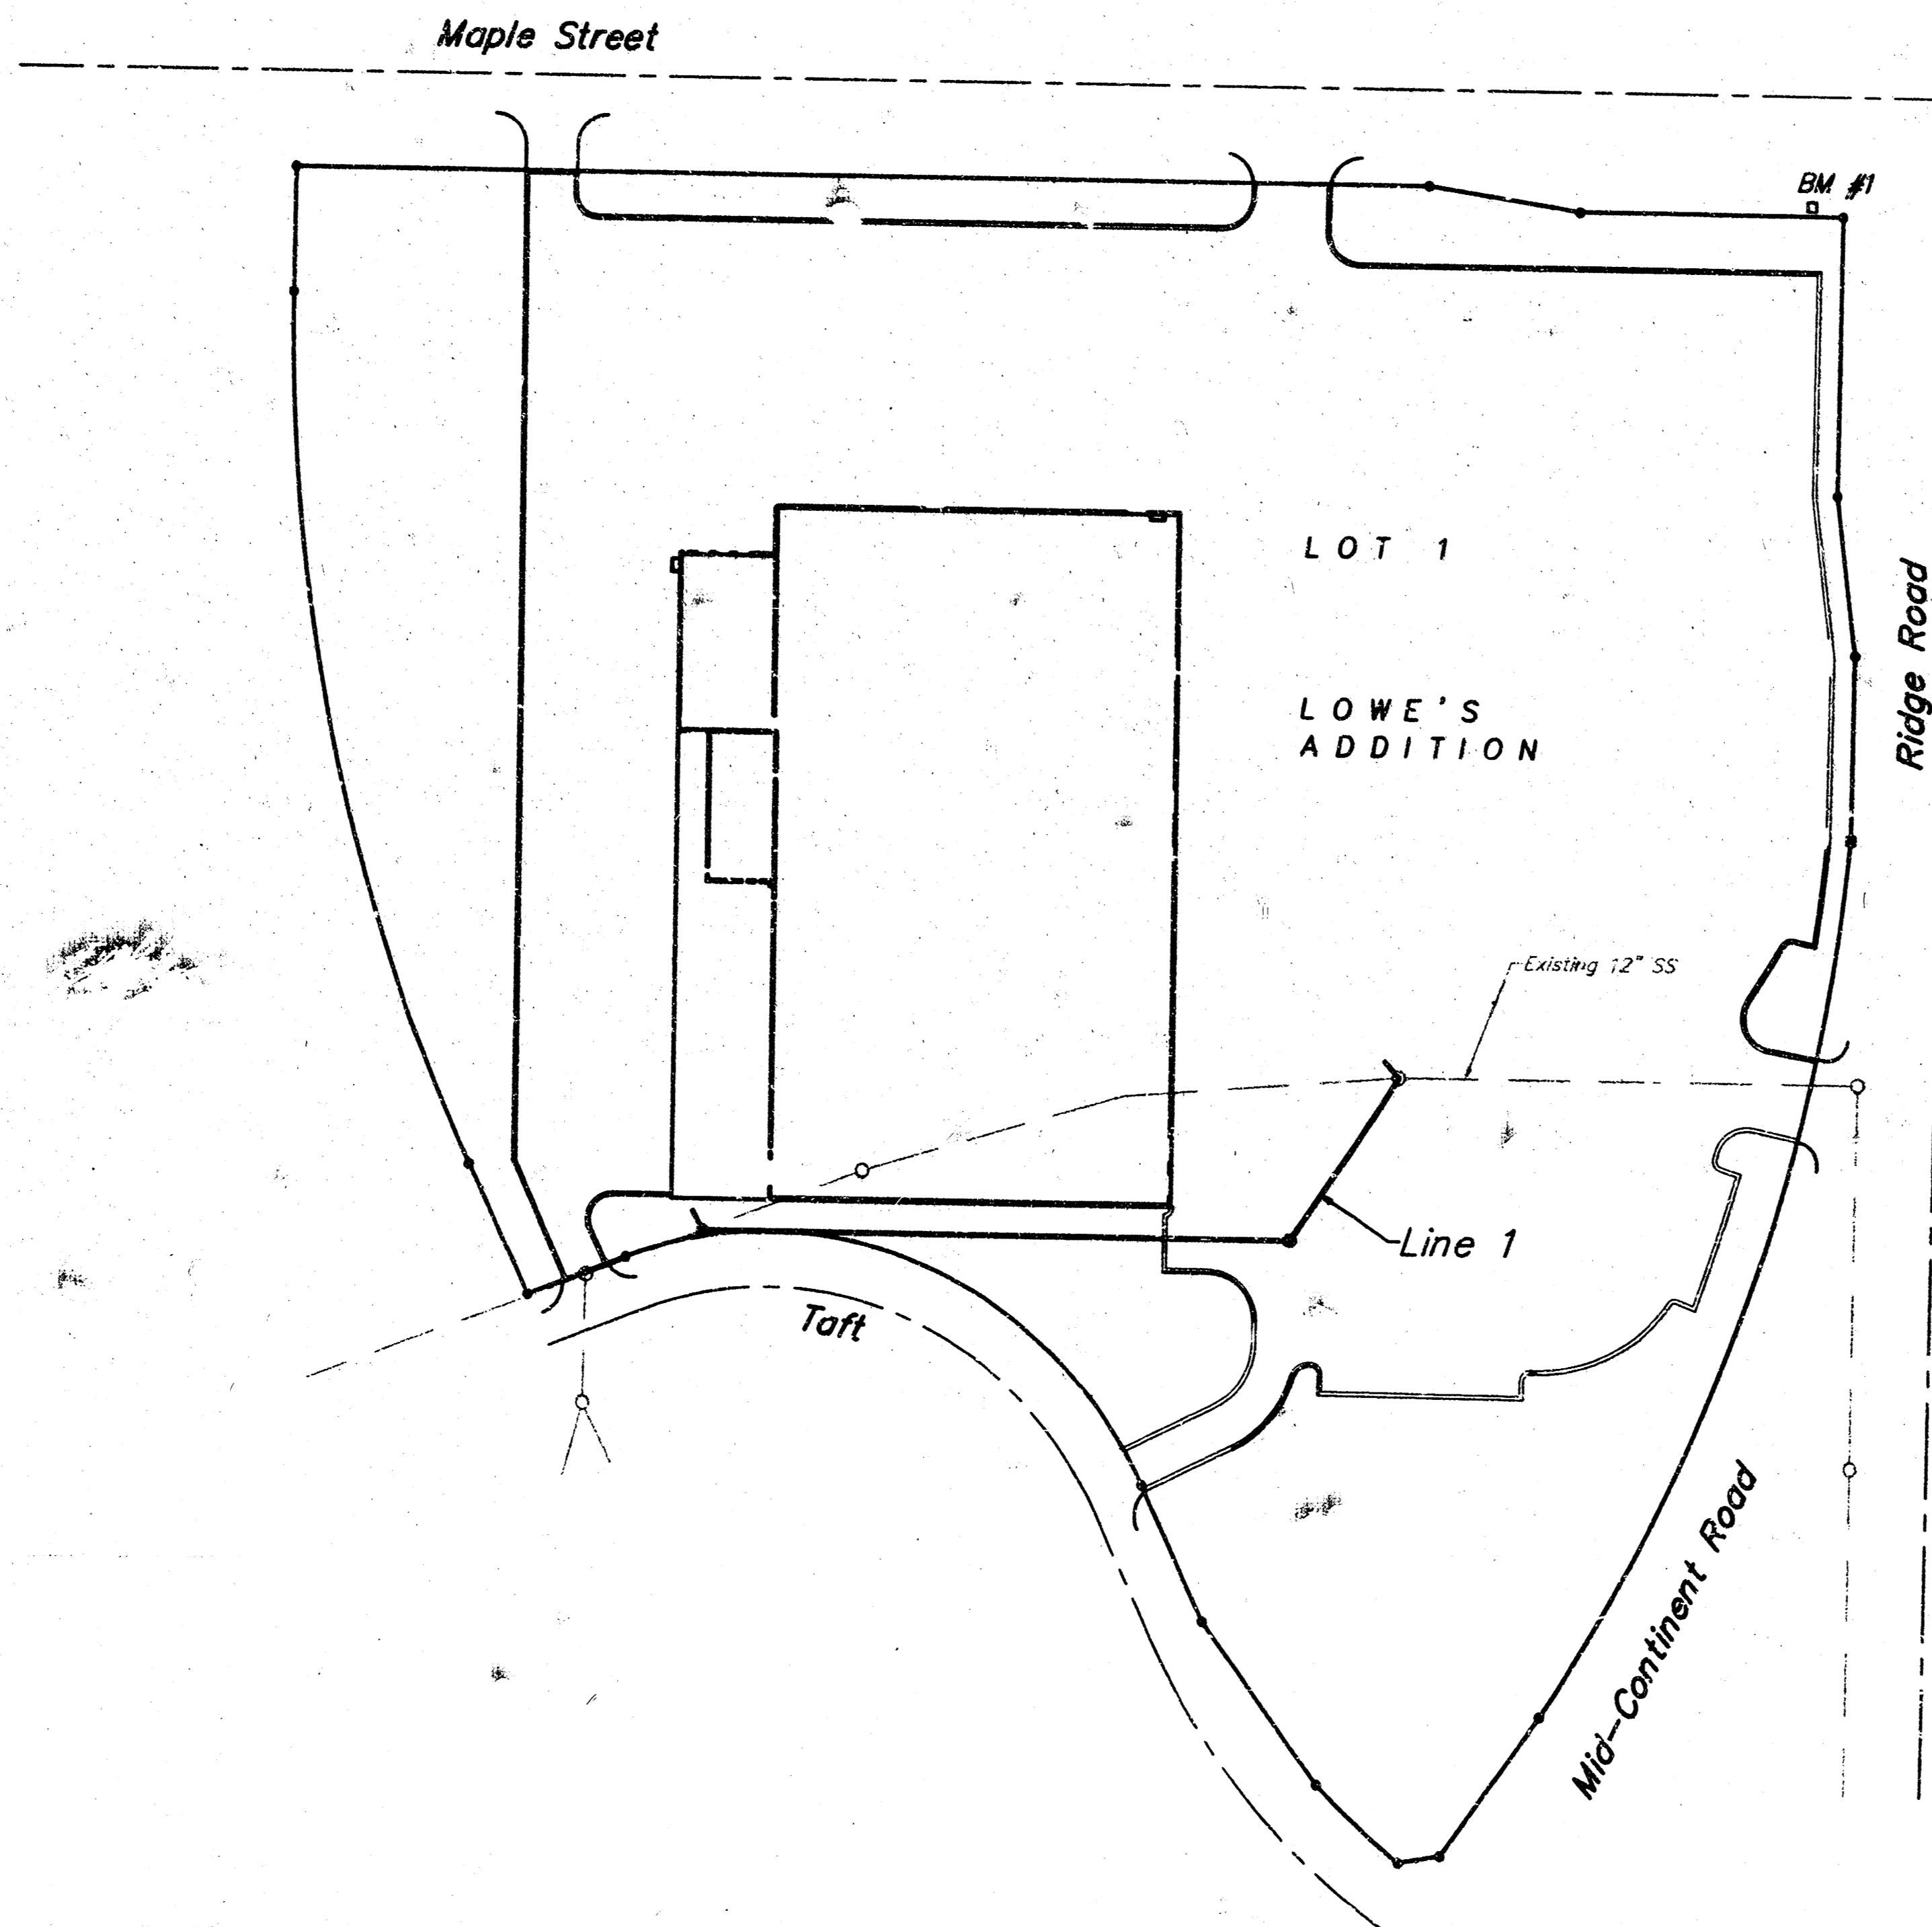 Maple Street
BM #1
LOT 1
Ridge Road
LOWE'S
ADDITION
Existing 12" SS
Line 1
Taft
Mid-Continent Road